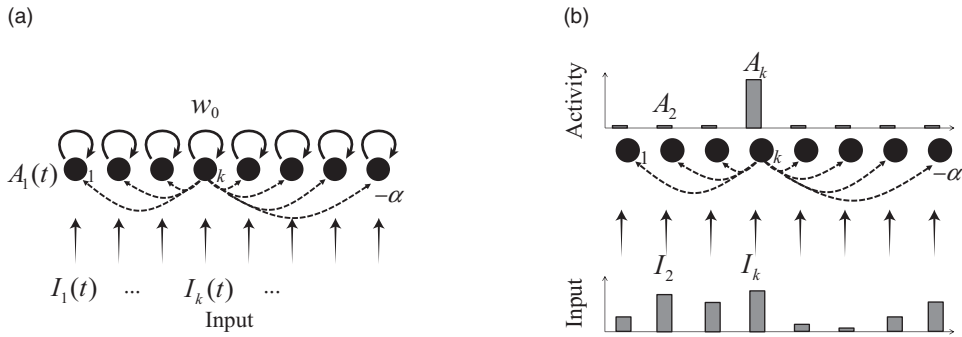 (a)
w₀
A₁(t)
1
k
−α
I₁(t) ... Iₖ(t) ...
Input
(b)
Activity
A₂
Aₖ
1
k
−α
Input
I₂
Iₖ